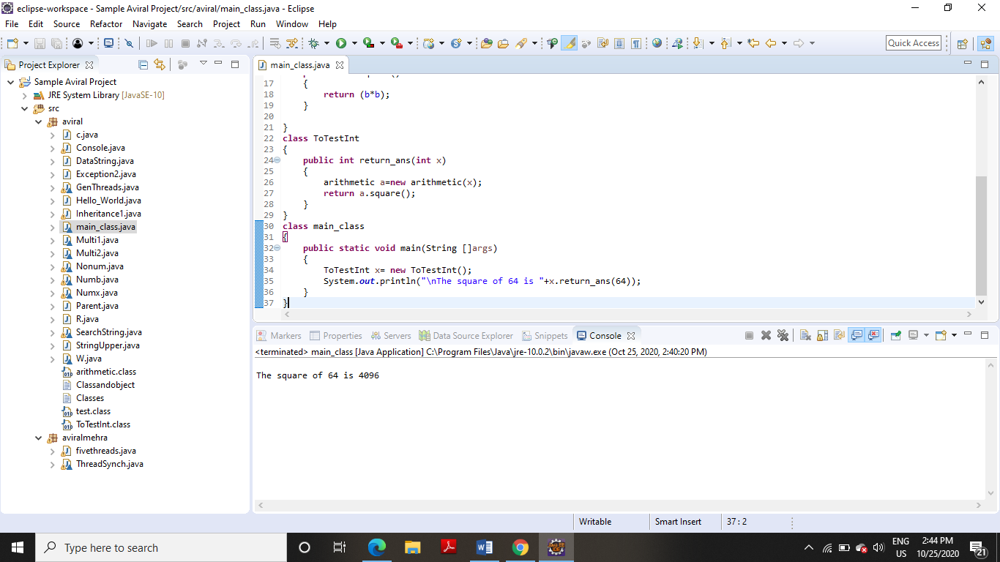 eclipse-workspace - Sample Aviral Project/src/aviral/main_class.java - Eclipse
File Edit Source Refactor Navigate Search Project Run Window Help
Quick Access
Project Explorer
Sample Aviral Project
JRE System Library [JavaSE-10]
src
aviral
c.java
Console.java
DataString.java
Exception2.java
GenThreads.java
Hello_World.java
Inheritance1.java
main_class.java
Multi1.java
Multi2.java
Nonum.java
Numb.java
Numx.java
Parent.java
R.java
SearchString.java
StringUpper.java
W.java
arithmetic.class
Classandobject
Classes
test.class
ToTestInt.class
aviralmehra
fivethreads.java
ThreadSynch.java
main_class.java
17 {
18 return (b*b);
19 }
20
21 }
22 class ToTestInt
23 {
24 public int return_ans(int x)
25 {
26 arithmetic a=new arithmetic(x);
27 return a.square();
28 }
29 }
30 class main_class
31 {
32 public static void main(String []args)
33 {
34 ToTestInt x= new ToTestInt();
35 System.out.println("\nThe square of 64 is "+x.return_ans(64));
36 }
37 }
Markers Properties Servers Data Source Explorer Snippets Console
<terminated> main_class [Java Application] C:\Program Files\Java\jre-10.0.2\bin\javaw.exe (Oct 25, 2020, 2:40:20 PM)
The square of 64 is 4096
Writable Smart Insert 37 : 2
Type here to search
ENG
US
2:44 PM
10/25/2020
21